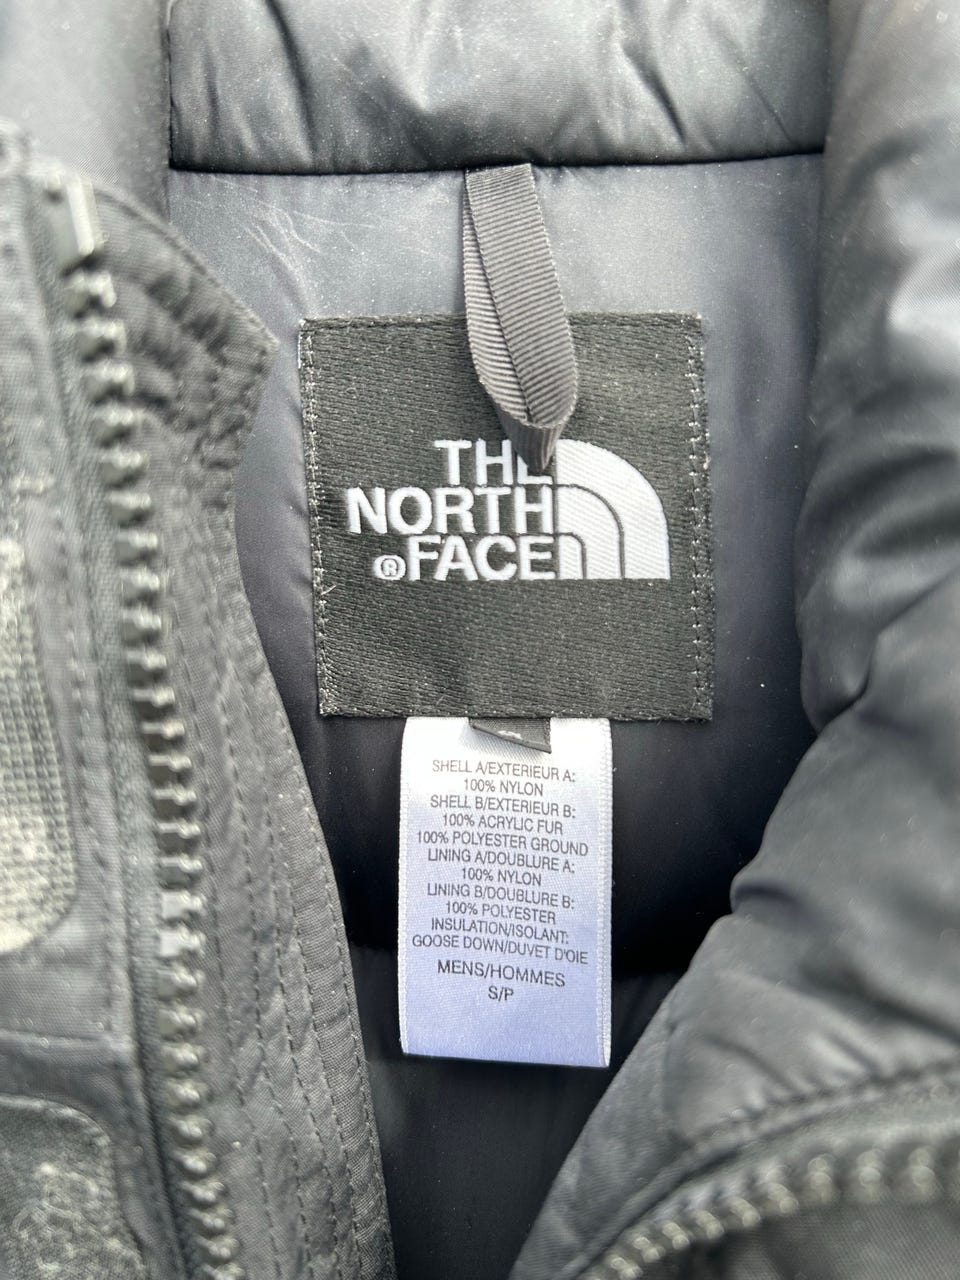 THE
NORTH
® FACE
SHELL A/EXTERIEUR A:
100% NYLON
SHELL B/EXTERIEUR B:
100% ACRYLIC FUR
100% POLYESTER GROUND
LINING A/DOUBLURE A:
100% NYLON
LINING B/DOUBLURE B:
100% POLYESTER
INSULATION/ISOLANT:
GOOSE DOWN/DUVET D'OIE
MENS/HOMMES
S/P